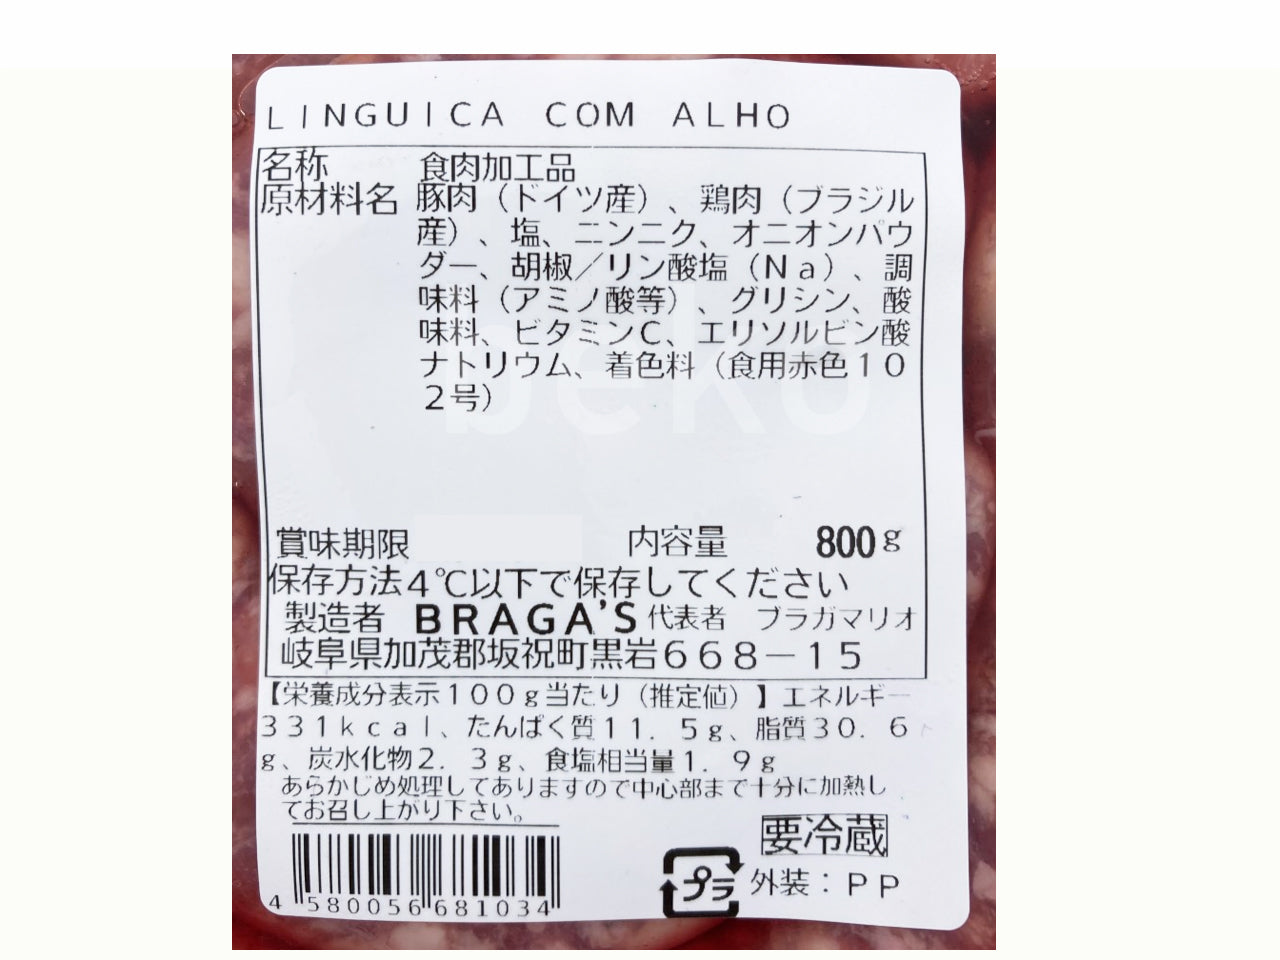 LINGUICA COM ALHO
名称 食肉加工品
原材料名 豚肉（ドイツ産）、鶏肉（ブラジル
産）、塩、ニンニク、オニオンパウ
ダー、胡椒／リン酸塩（Na）、調
味料（アミノ酸等）、グリシン、酸
味料、ビタミンC、エリソルビン酸
ナトリウム、着色料（食用赤色１０
２号）
beko
賞味期限 内容量 800g
保存方法4℃以下で保存してください
製造者 BRAGA'S 代表者 ブラガマリオ
岐阜県加茂郡坂祝町黒岩６６８－１５
【栄養成分表示１００ｇ当たり（推定値）】エネルギー
３３１ｋｃａｌ、たんぱく質１１．５ｇ、脂質３０．６
ｇ、炭水化物２．３ｇ、食塩相当量１．９ｇ
あらかじめ処理してありますので中心部まで十分に加熱し
てお召し上がり下さい。
要冷蔵
プラ 外装：ＰＰ
4 580056 681034